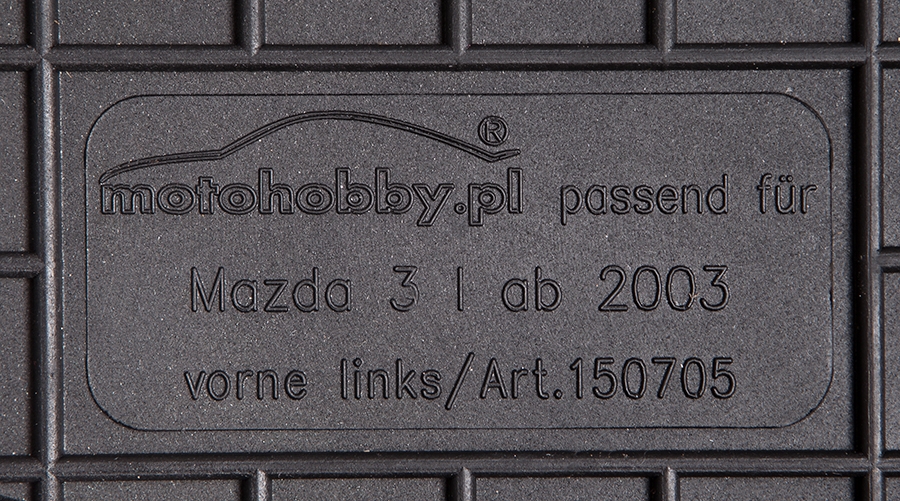 motohobby.pl ® passend für
Mazda 3 I ab 2003
vorne links/Art.150705